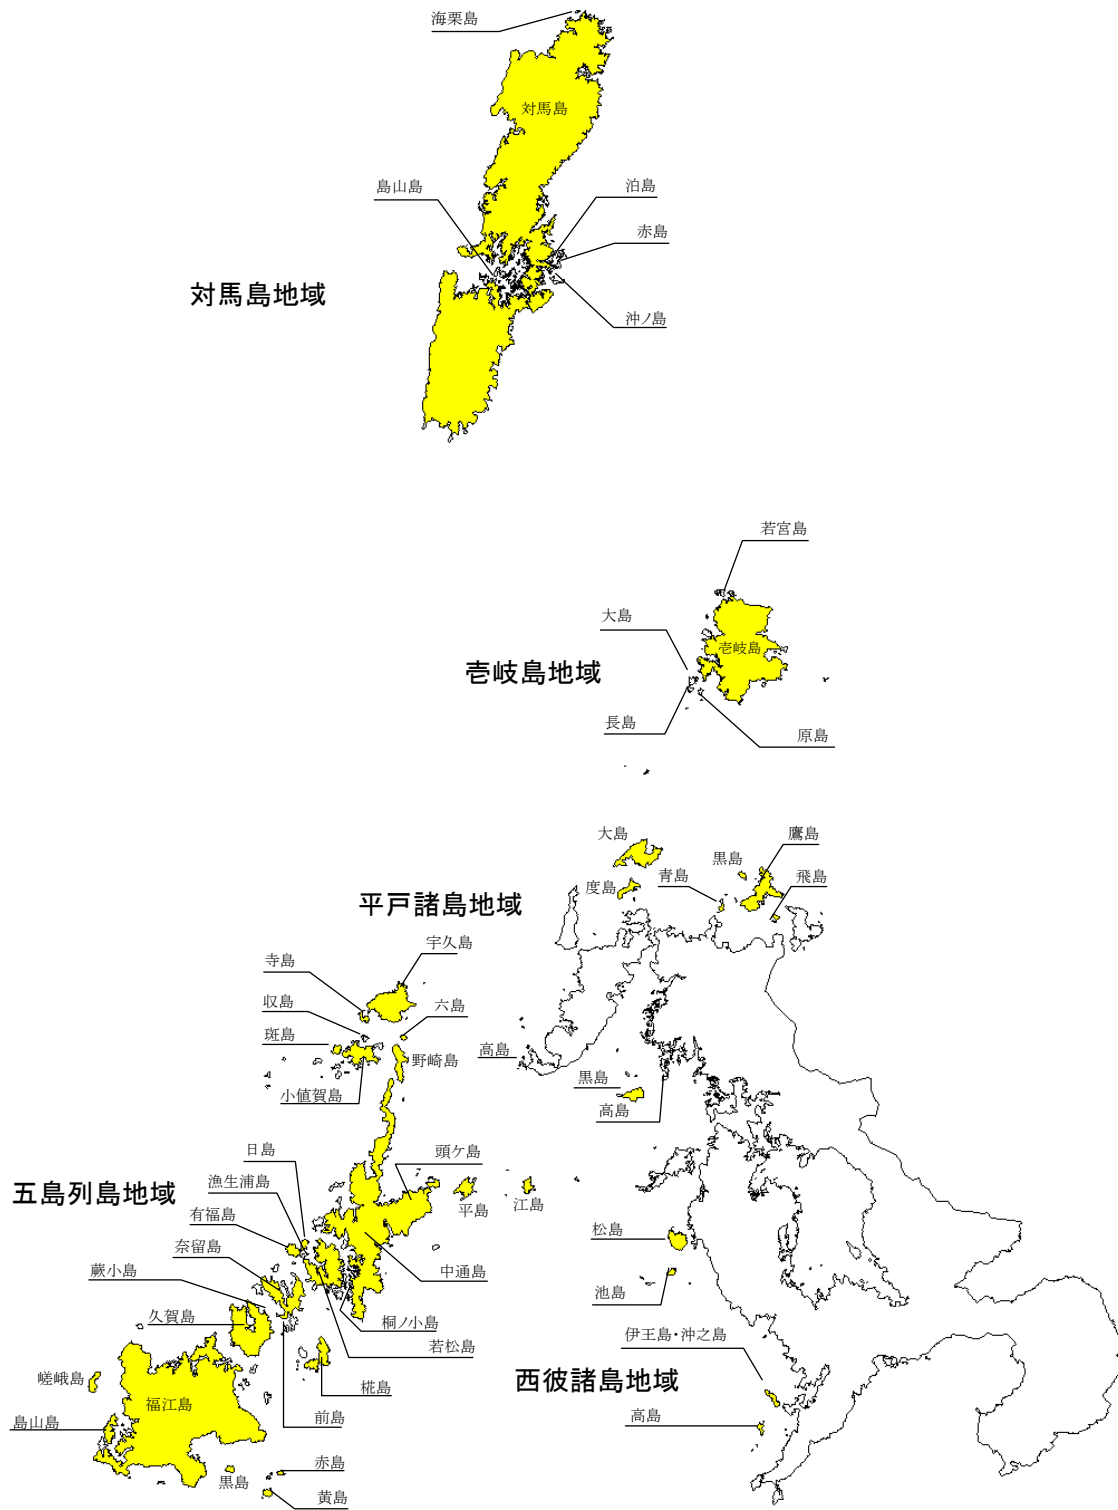 海栗島
対馬島
島山島
泊島
赤島
対馬島地域
沖ノ島
若宮島
大島
壱岐島
壱岐島地域
長島
原島
大島
鷹島
黒島
飛島
青島
度島
平戸諸島地域
宇久島
寺島
六島
収島
斑島
野崎島
高島
小値賀島
黒島
高島
日島
頭ケ島
漁生浦島
五島列島地域
平島
江島
有福島
奈留島
松島
蕨小島
中通島
池島
久賀島
桐ノ小島
若松島
伊王島・沖之島
西彼諸島地域
嵯峨島
椛島
福江島
島山島
前島
高島
赤島
黒島
黄島